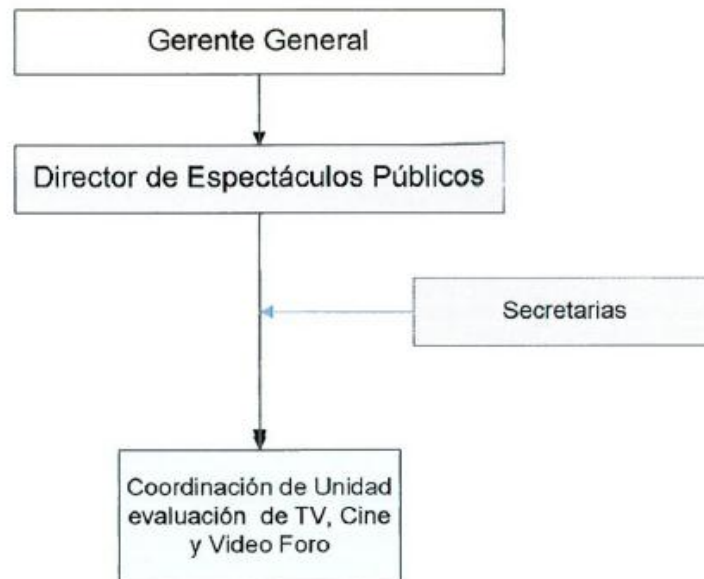 Gerente General
Director de Espectáculos Públicos
Secretarias
Coordinación de Unidad
evaluación de TV, Cine
y Video Foro